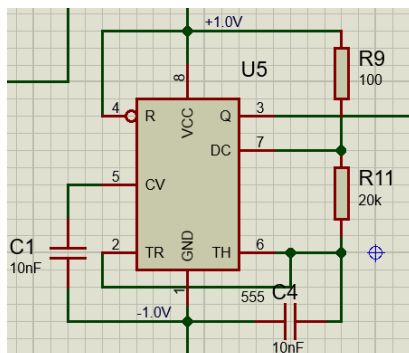 +1.0V
U5
R9
100
8
VCC
4
R
Q
3
DC
7
R11
20k
5
CV
C1
10nF
2
TR
GND
TH
6
1
555
C4
-1.0V
10nF